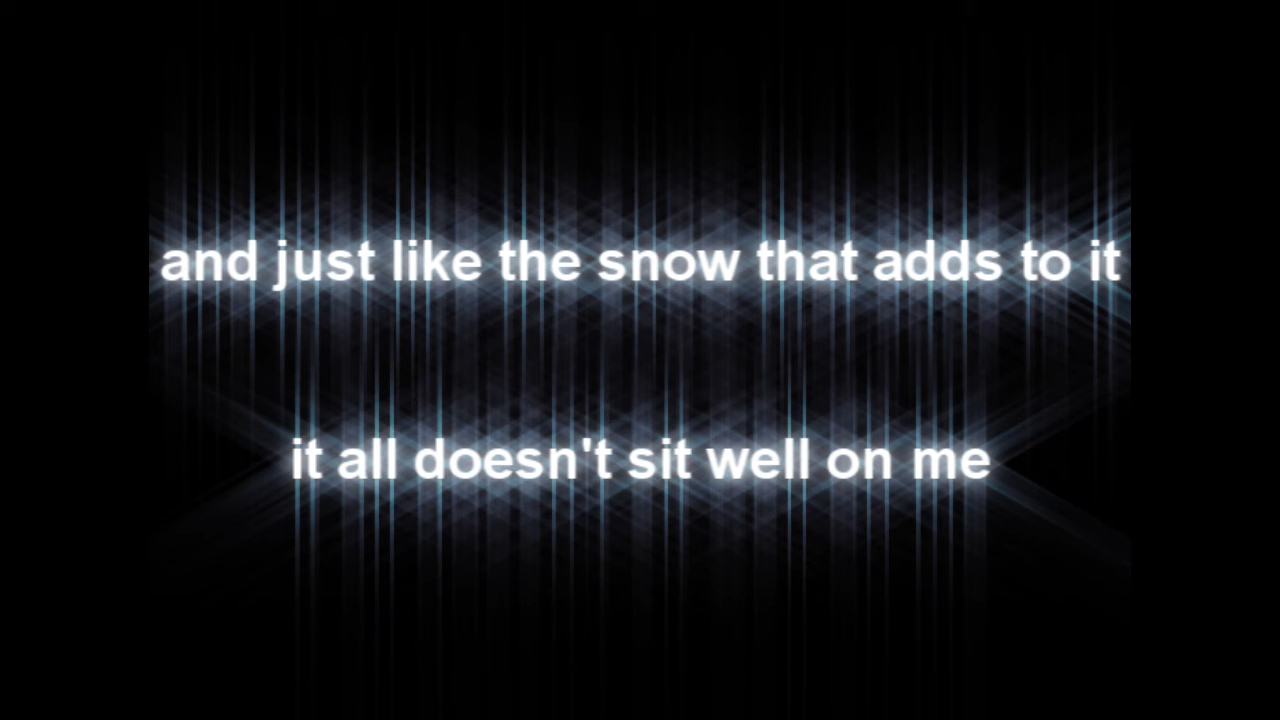 and just like the snow that adds to it
it all doesn't sit well on me